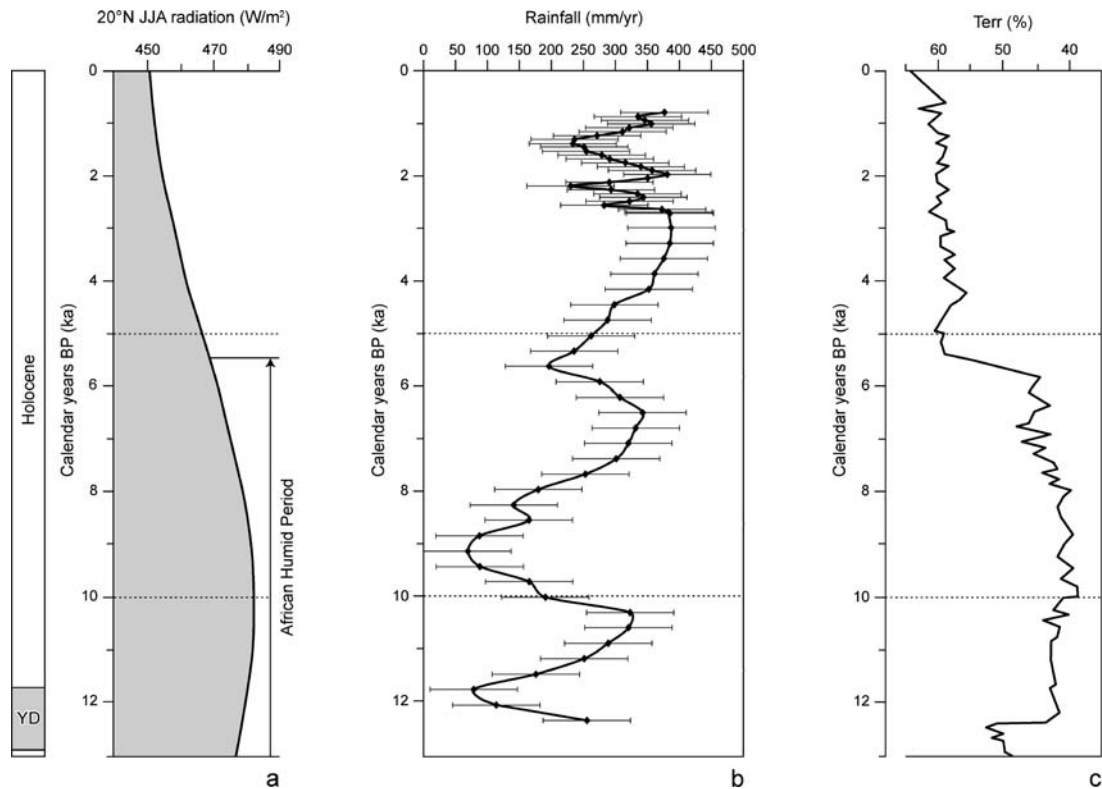 20°N JJA radiation (W/m²)
450 470 490
Rainfall (mm/yr)
0 50 100 150 200 250 300 350 400 450 500
Terr (%)
60 50 40
Holocene
YD
Calendar years BP (ka)
0
2
4
6
8
10
12
African Humid Period
a
Calendar years BP (ka)
0
2
4
6
8
10
12
b
Calendar years BP (ka)
0
2
4
6
8
10
12
c